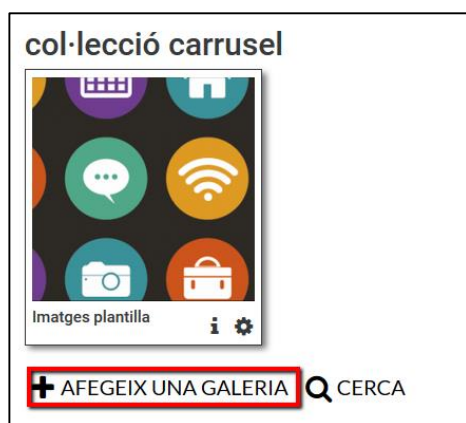 col·lecció carrusel
Imatges plantilla
AFEGEIX UNA GALERIA CERCA